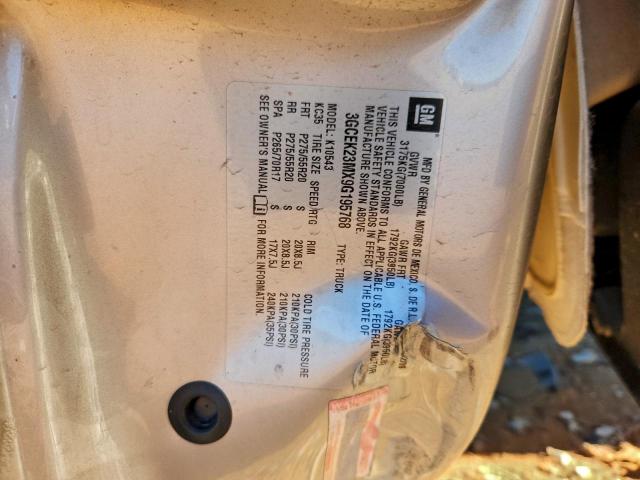 GM
MFD BY GENERAL MOTORS DE MEXICO, S. DE R.L.
GVWR GAWR FRT
3175KG(7000LB) 1792KG(3950LB) 1792KG(3950LB)
THIS VEHICLE CONFORMS TO ALL APPLICABLE U.S. FEDERAL MOTOR
VEHICLE SAFETY STANDARDS IN EFFECT ON THE DATE OF
MANUFACTURE SHOWN ABOVE.
3GCEK23MX9G195768 TYPE: TRUCK
MODEL: K10543
KC35 TIRE SIZE SPEED RTG RIM COLD TIRE PRESSURE
FRT P275/55R20 S 20X8.5J 210KPA(30PSI)
RR P275/55R20 S 20X8.5J 210KPA(30PSI)
SPA P265/70R17 S 17X7.5J 240KPA(35PSI)
SEE OWNER'S MANUAL FOR MORE INFORMATION.